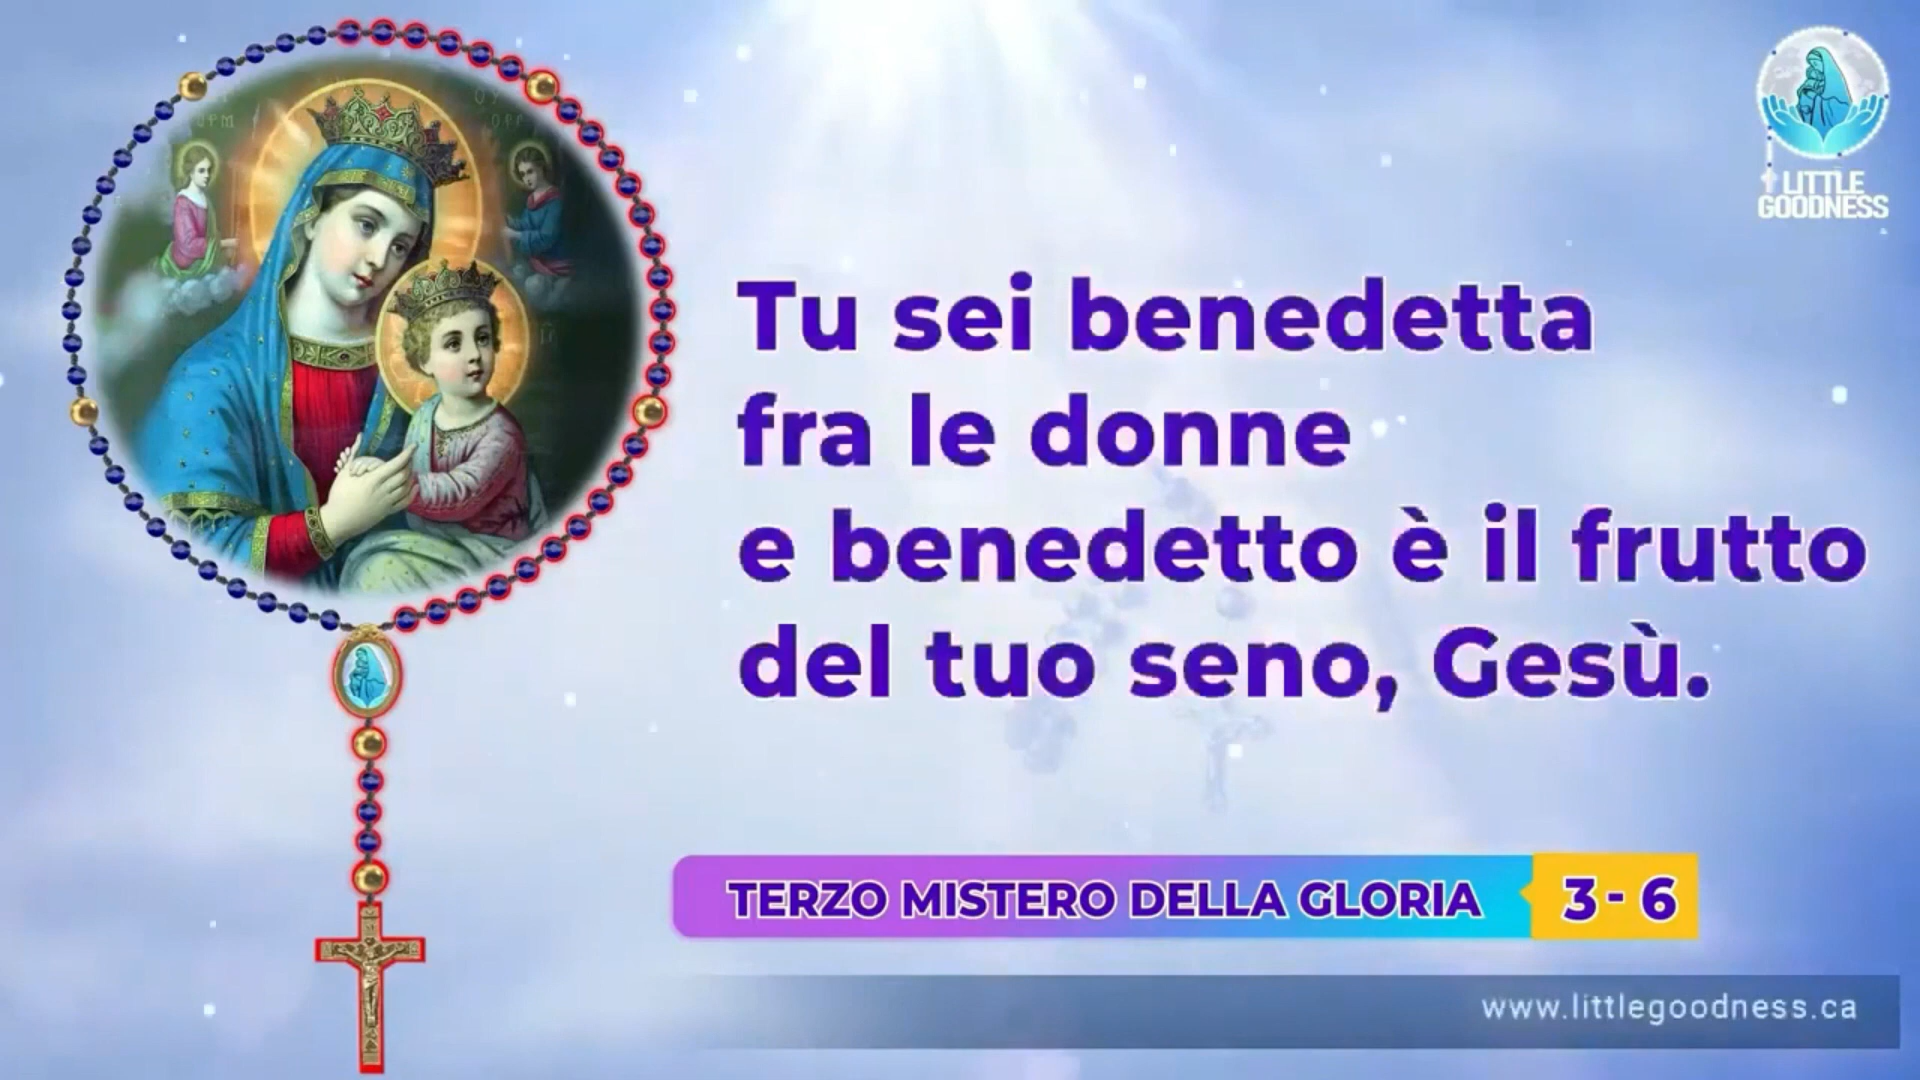 LITTLE
GOODNESS
Tu sei benedetta
fra le donne
e benedetto è il frutto
del tuo seno, Gesù.
TERZO MISTERO DELLA GLORIA 3 - 6
www.littlegoodness.ca